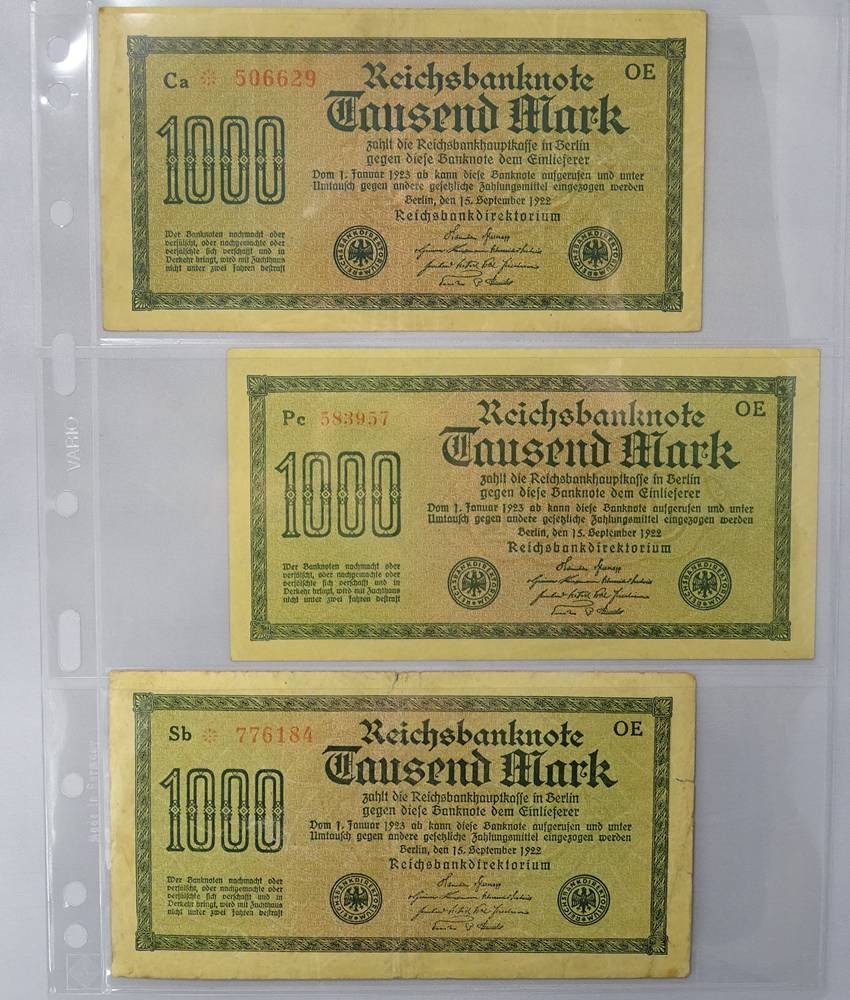 Ca * 506629
OE
Reichsbanknote
Tausend Mark
1000
zahlt die Reichsbankhauptkasse in Berlin
gegen diese Banknote dem Einlieferer
Vom 1. Januar 1923 ab kann diese Banknote aufgerufen und unter
Umtausch gegen andere gesetzliche Zahlungsmittel eingezogen werden
Berlin, den 15. September 1922
Reichsbankdirektorium
Wer Banknoten nachmacht oder
verfälscht, oder nachgemachte oder
verfälschte sich verschafft und in
Verkehr bringt, wird mit Zuchthaus
nicht unter zwei Jahren bestraft
REICHSBANKDIREKTORIUM
REICHSBANKDIREKTORIUM
Pc 583957
OE
Reichsbanknote
Tausend Mark
1000
zahlt die Reichsbankhauptkasse in Berlin
gegen diese Banknote dem Einlieferer
Vom 1. Januar 1923 ab kann diese Banknote aufgerufen und unter
Umtausch gegen andere gesetzliche Zahlungsmittel eingezogen werden
Berlin, den 15. September 1922
Reichsbankdirektorium
Wer Banknoten nachmacht oder
verfälscht, oder nachgemachte oder
verfälschte sich verschafft und in
Verkehr bringt, wird mit Zuchthaus
nicht unter zwei Jahren bestraft
REICHSBANKDIREKTORIUM
REICHSBANKDIREKTORIUM
VARIO
Sb * 776184
OE
Reichsbanknote
Tausend Mark
1000
zahlt die Reichsbankhauptkasse in Berlin
gegen diese Banknote dem Einlieferer
Vom 1. Januar 1923 ab kann diese Banknote aufgerufen und unter
Umtausch gegen andere gesetzliche Zahlungsmittel eingezogen werden
Berlin, den 15. September 1922
Reichsbankdirektorium
Wer Banknoten nachmacht oder
verfälscht, oder nachgemachte oder
verfälschte sich verschafft und in
Verkehr bringt, wird mit Zuchthaus
nicht unter zwei Jahren bestraft
REICHSBANKDIREKTORIUM
REICHSBANKDIREKTORIUM
Made in Germany